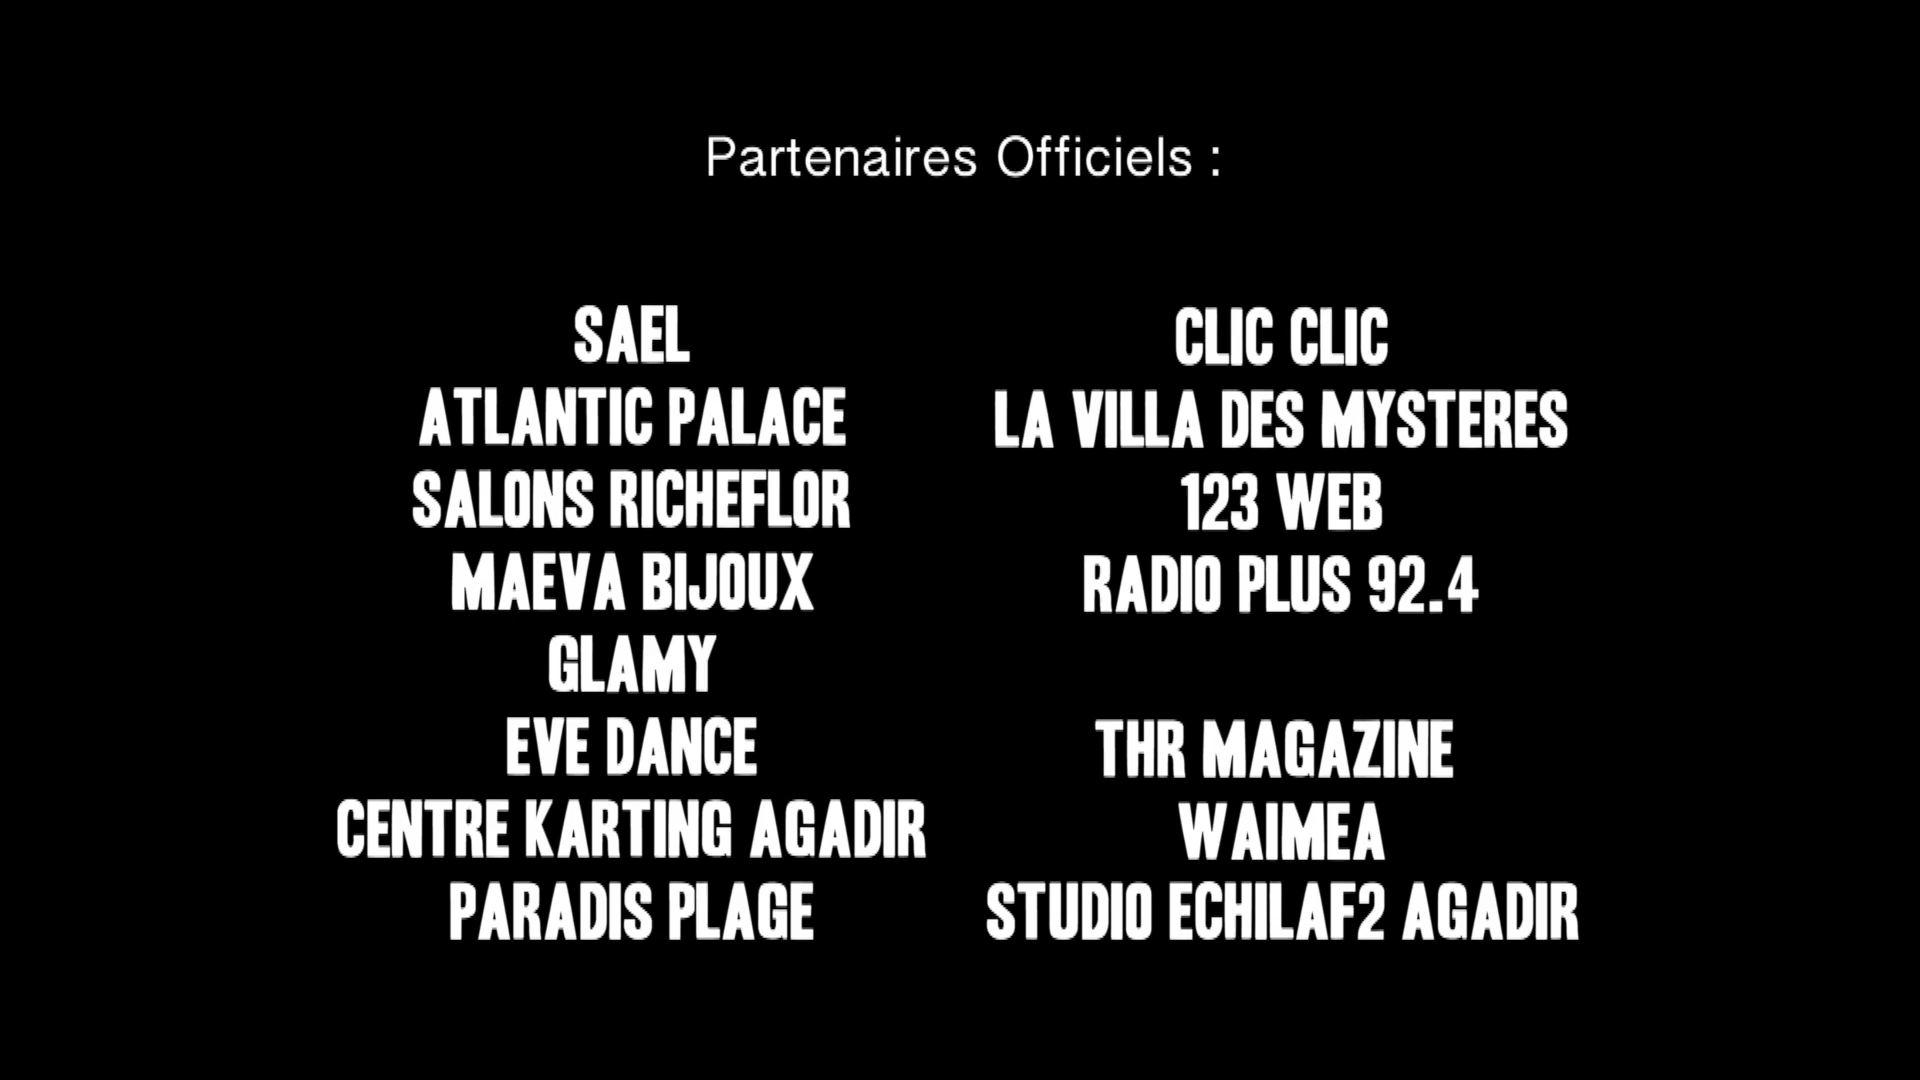 Partenaires Officiels :
SAEL
ATLANTIC PALACE
SALONS RICHEFLOR
MAEVA BIJOUX
GLAMY
EVE DANCE
CENTRE KARTING AGADIR
PARADIS PLAGE
CLIC CLIC
LA VILLA DES MYSTERES
123 WEB
RADIO PLUS 92.4
THR MAGAZINE
WAIMEA
STUDIO ECHILAF2 AGADIR